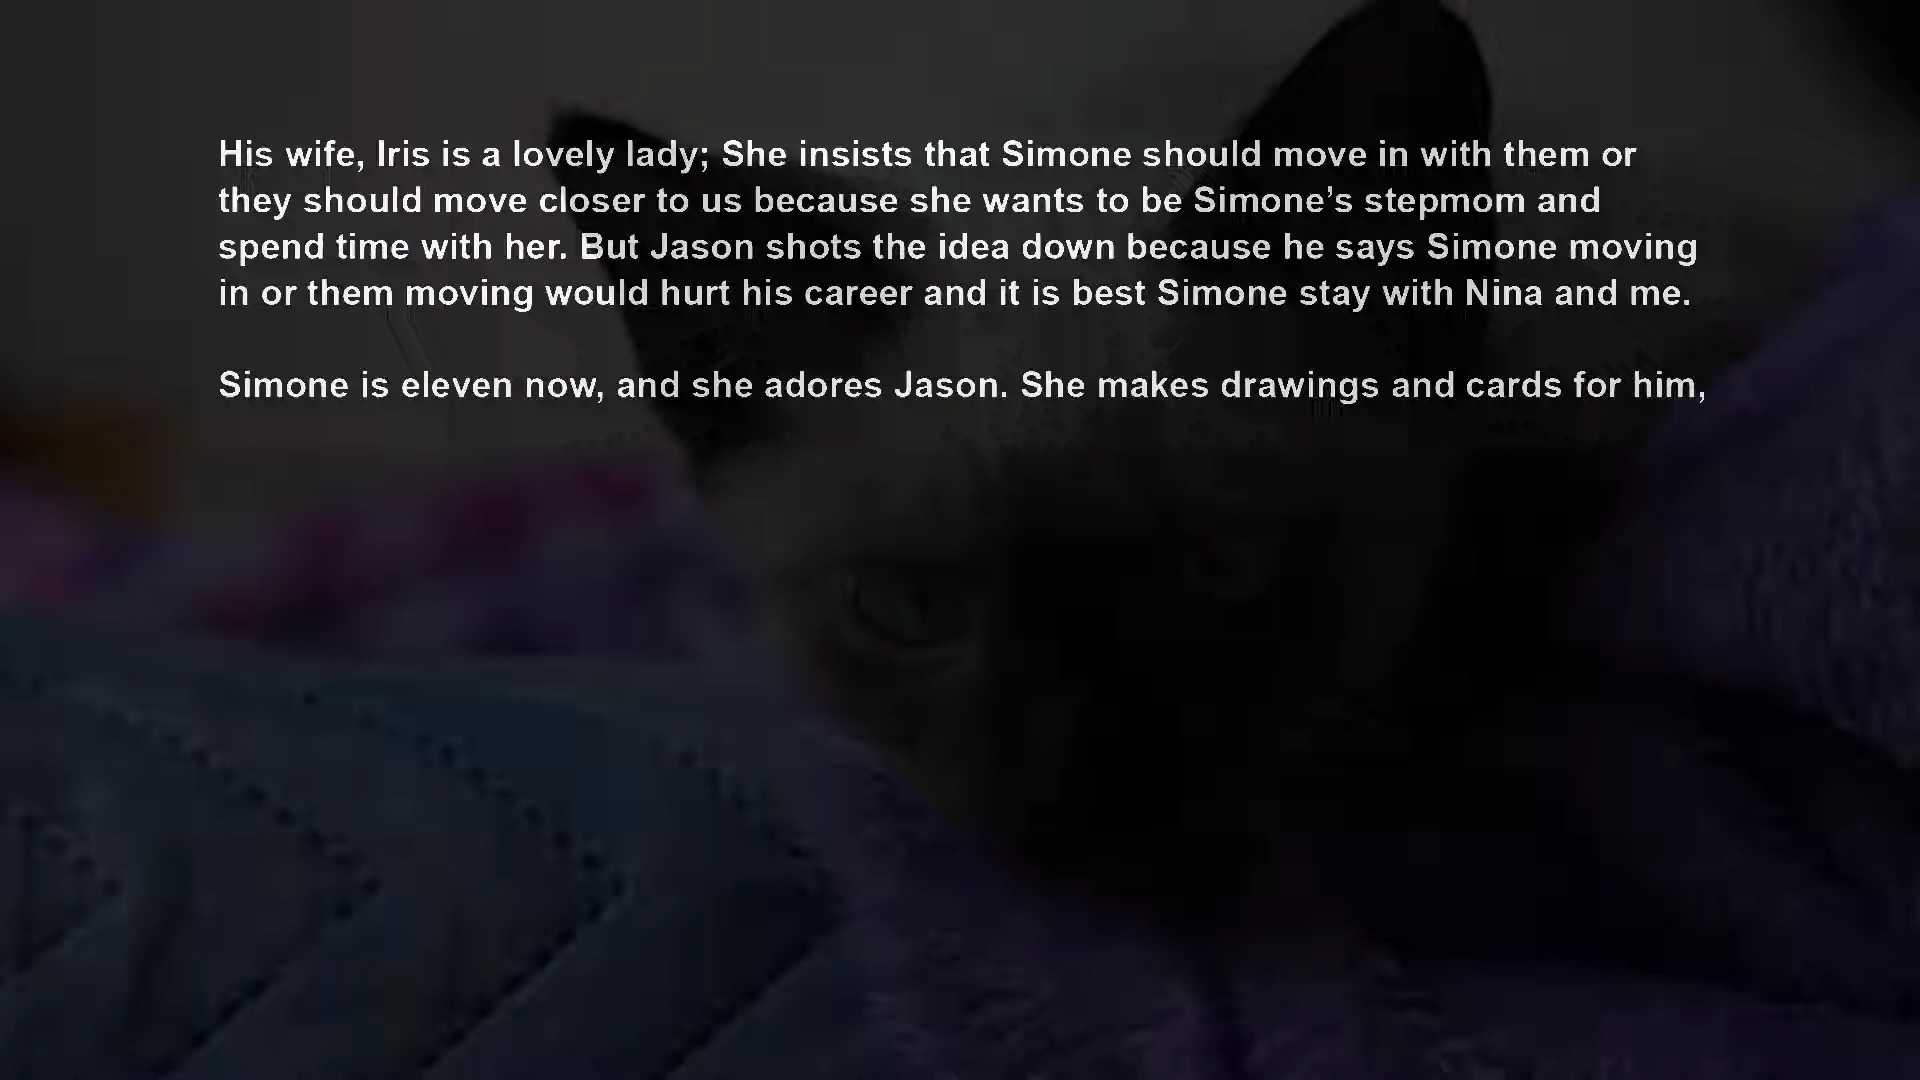 His wife, Iris is a lovely lady; She insists that Simone should move in with them or
they should move closer to us because she wants to be Simone’s stepmom and
spend time with her. But Jason shots the idea down because he says Simone moving
in or them moving would hurt his career and it is best Simone stay with Nina and me.
Simone is eleven now, and she adores Jason. She makes drawings and cards for him,